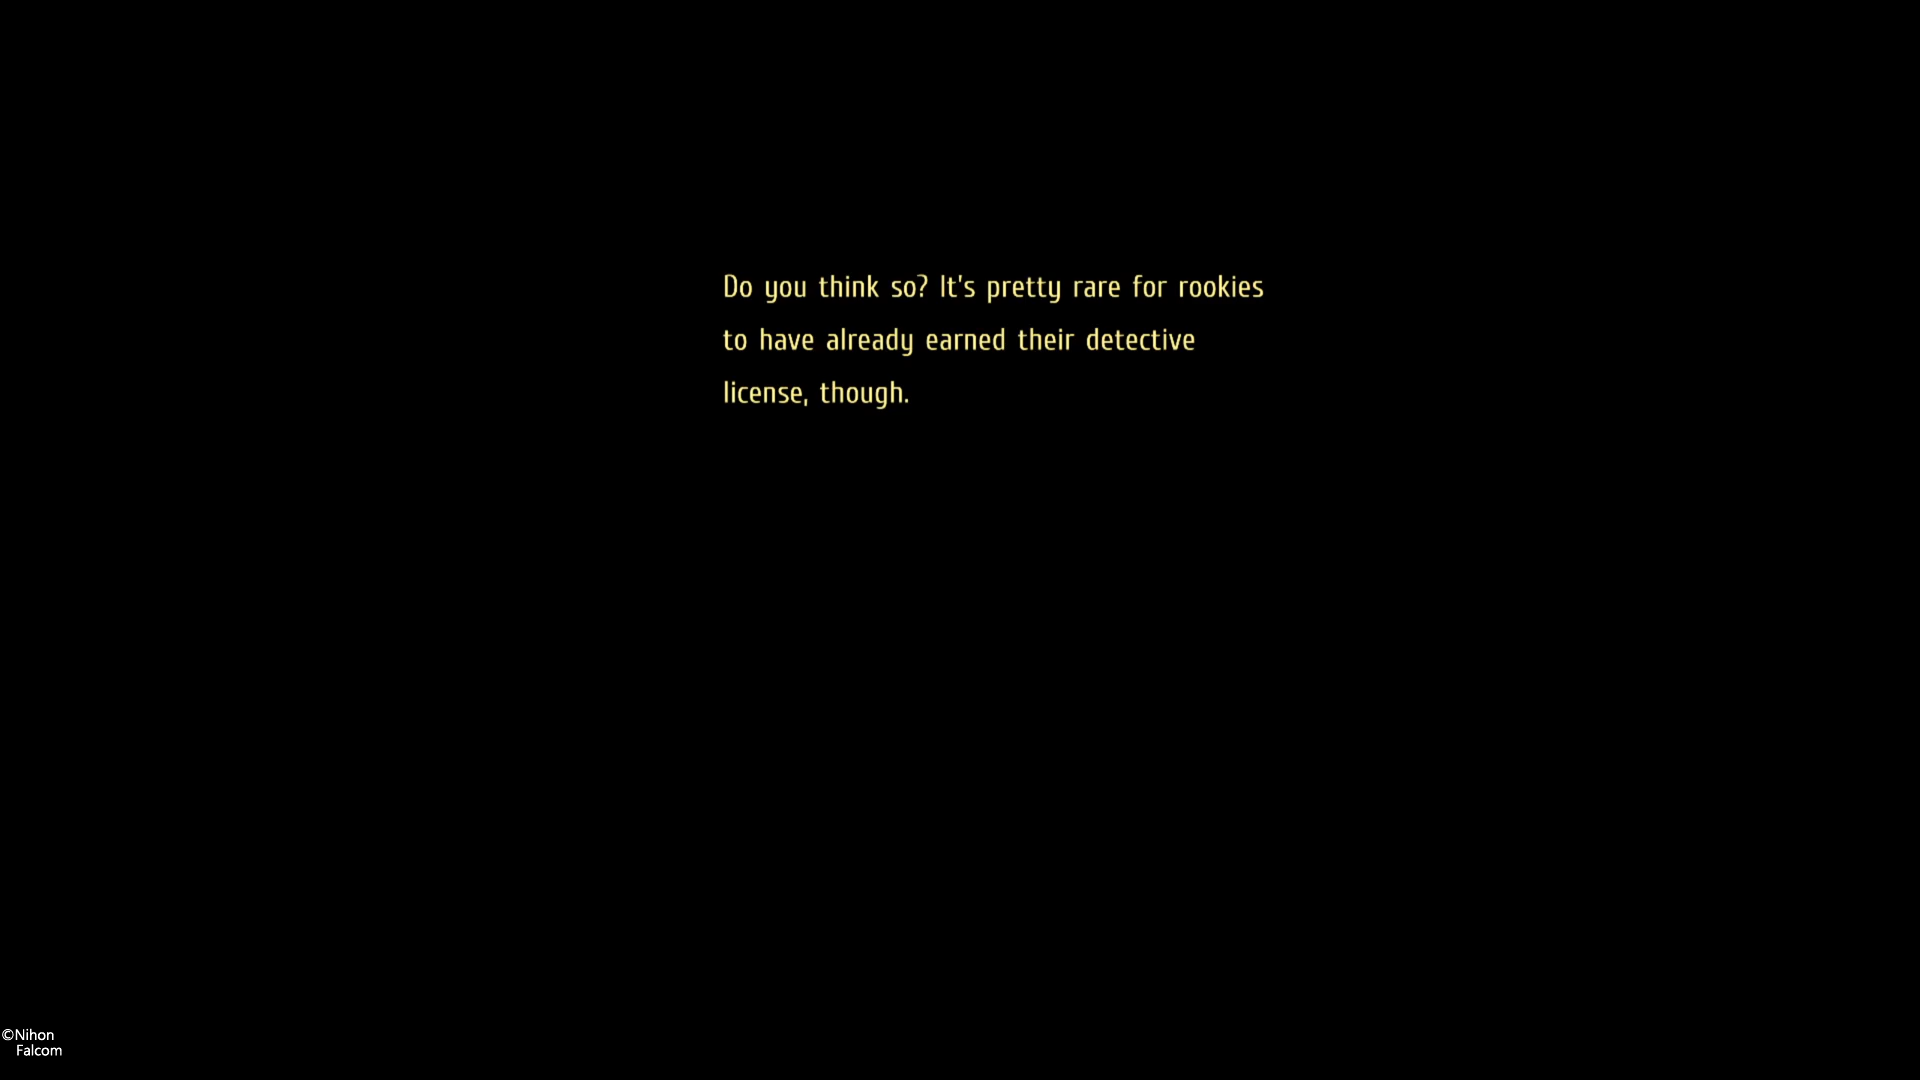 Do you think so? It's pretty rare for rookies
to have already earned their detective
license, though.
©Nihon
Falcom